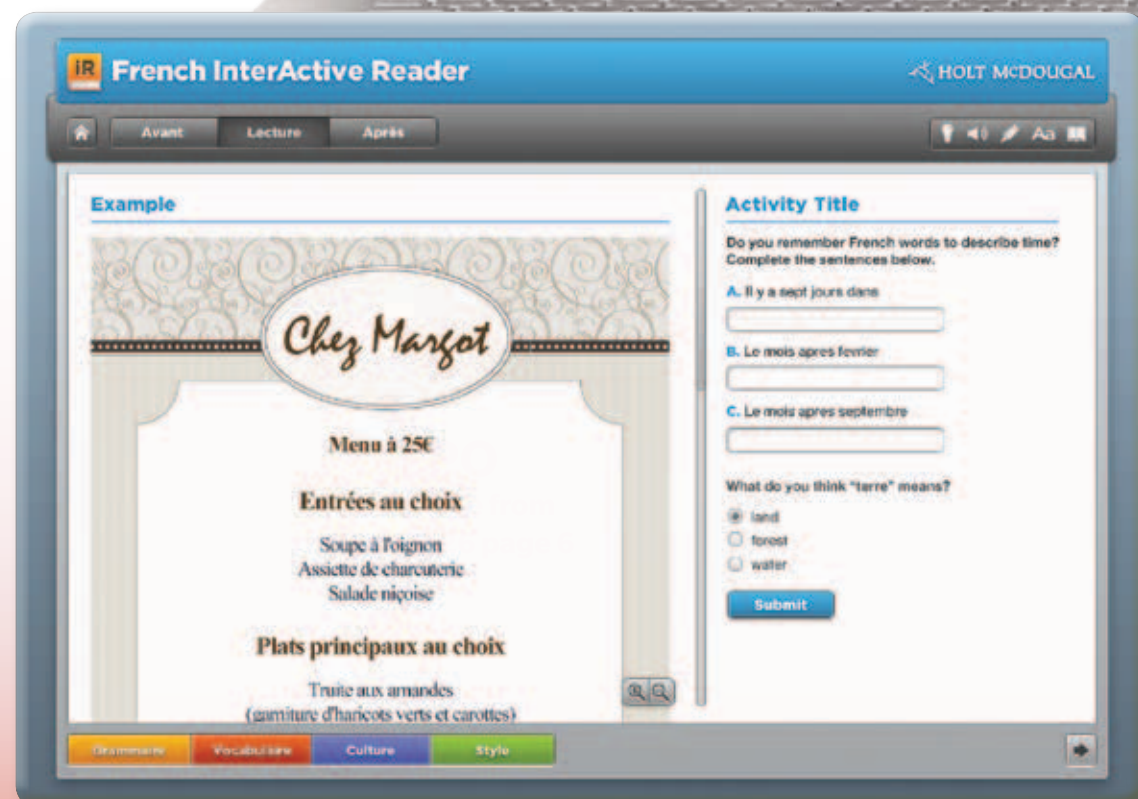 iR French InterActive Reader
HOLT McDOUGAL
Avant Lecture Après
Aa
Example
Chez Margot
Menu à 25€
Entrées au choix
Soupe à l'oignon
Assiette de charcuterie
Salade niçoise
Plats principaux au choix
Truite aux amandes
(garniture d'haricots verts et carottes)
Activity Title
Do you remember French words to describe time?
Complete the sentences below.
A. Il y a sept jours dans
B. Le mois apres fevrier
C. Le mois apres septembre
What do you think "terre" means?
land
forest
water
Submit
Grammaire Vocabulaire Culture Style